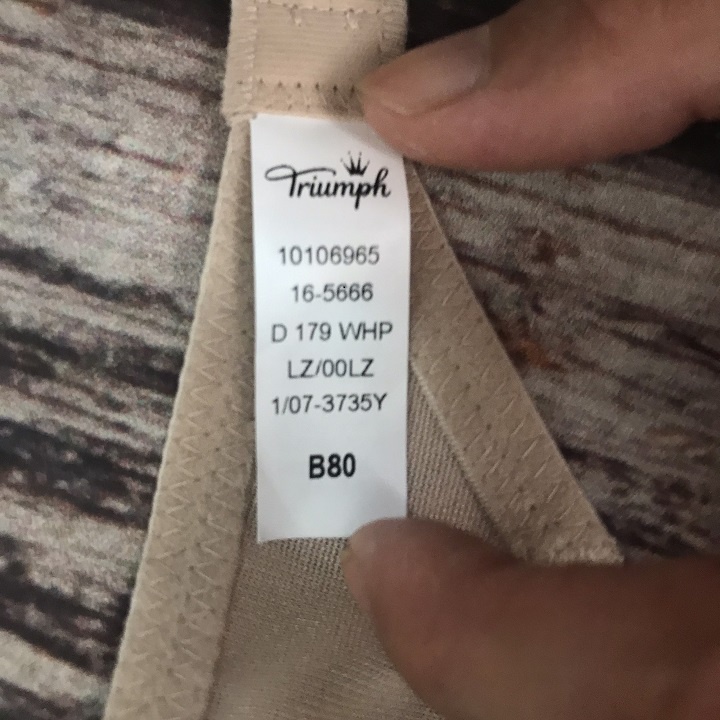 Triumph
10106965
16-5666
D 179 WHP
LZ/00LZ
1/07-3735Y
B80